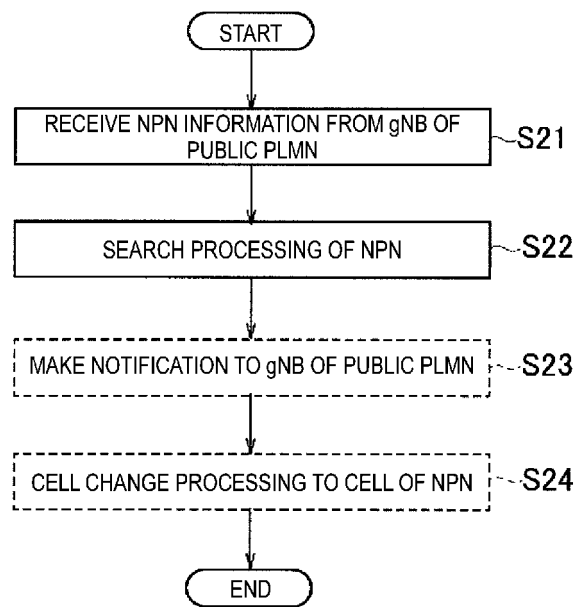 START
RECEIVE NPN INFORMATION FROM gNB OF
PUBLIC PLMN
S21
SEARCH PROCESSING OF NPN
S22
MAKE NOTIFICATION TO gNB OF PUBLIC PLMN
S23
CELL CHANGE PROCESSING TO CELL OF NPN
S24
END